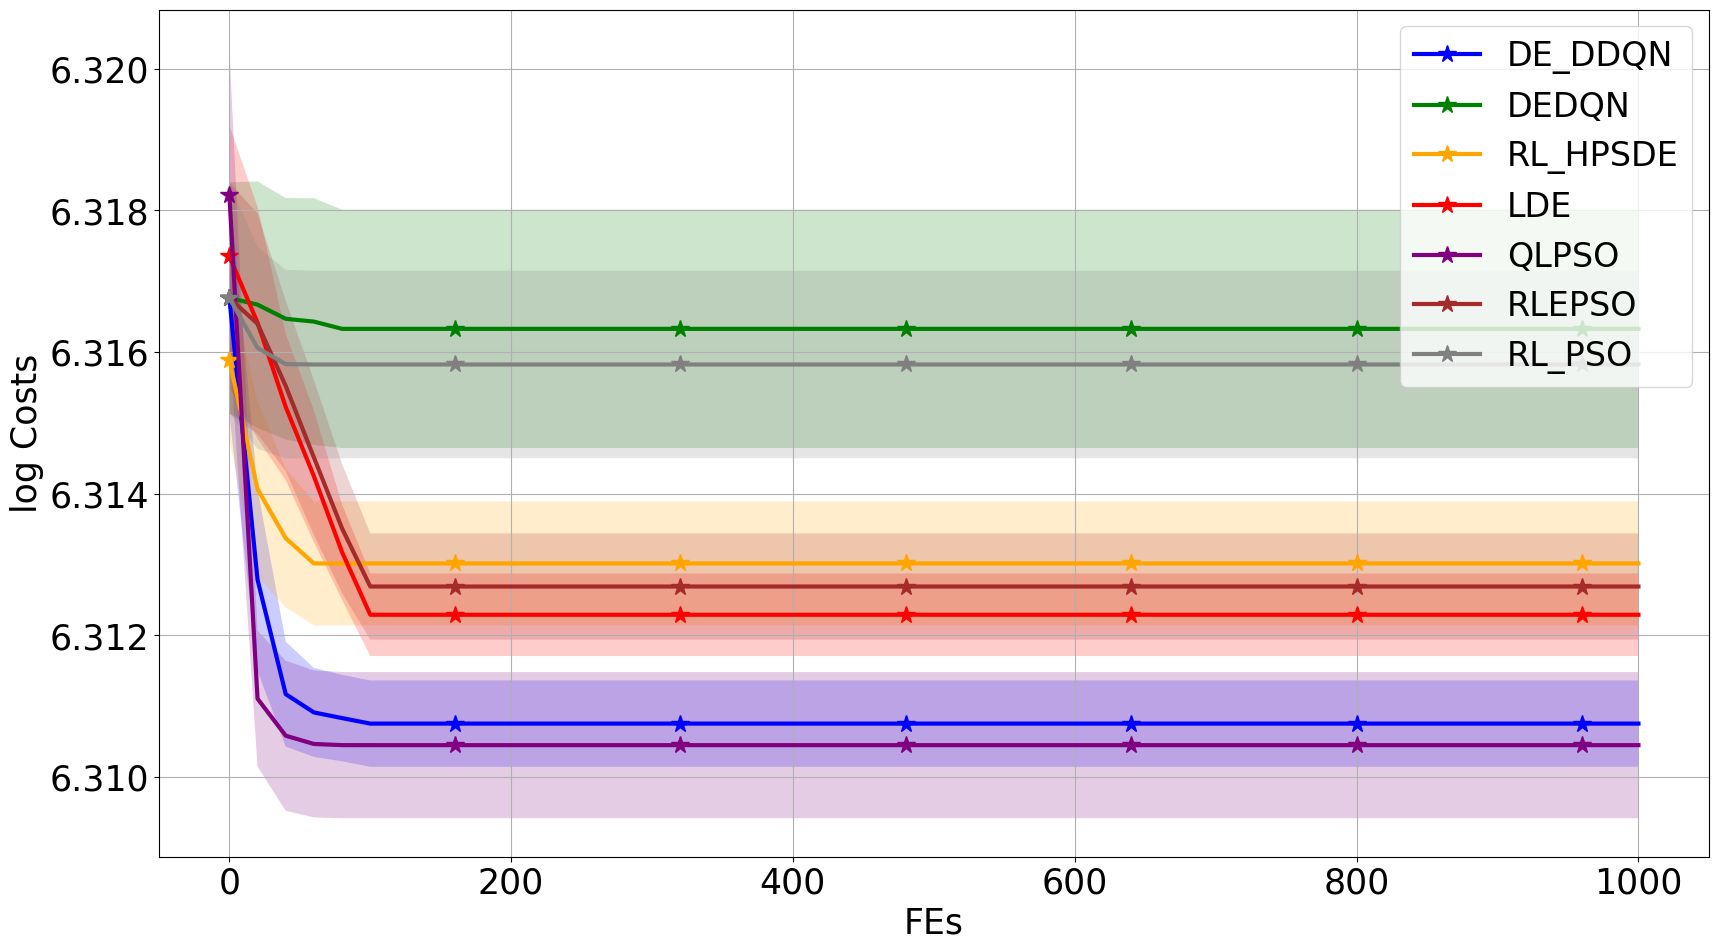 6.320
6.318
6.316
6.314
6.312
6.310
log Costs
0
200
400
600
800
1000
FEs
DE_DDQN
DEDQN
RL_HPSDE
LDE
QLPSO
RLEPSO
RL_PSO